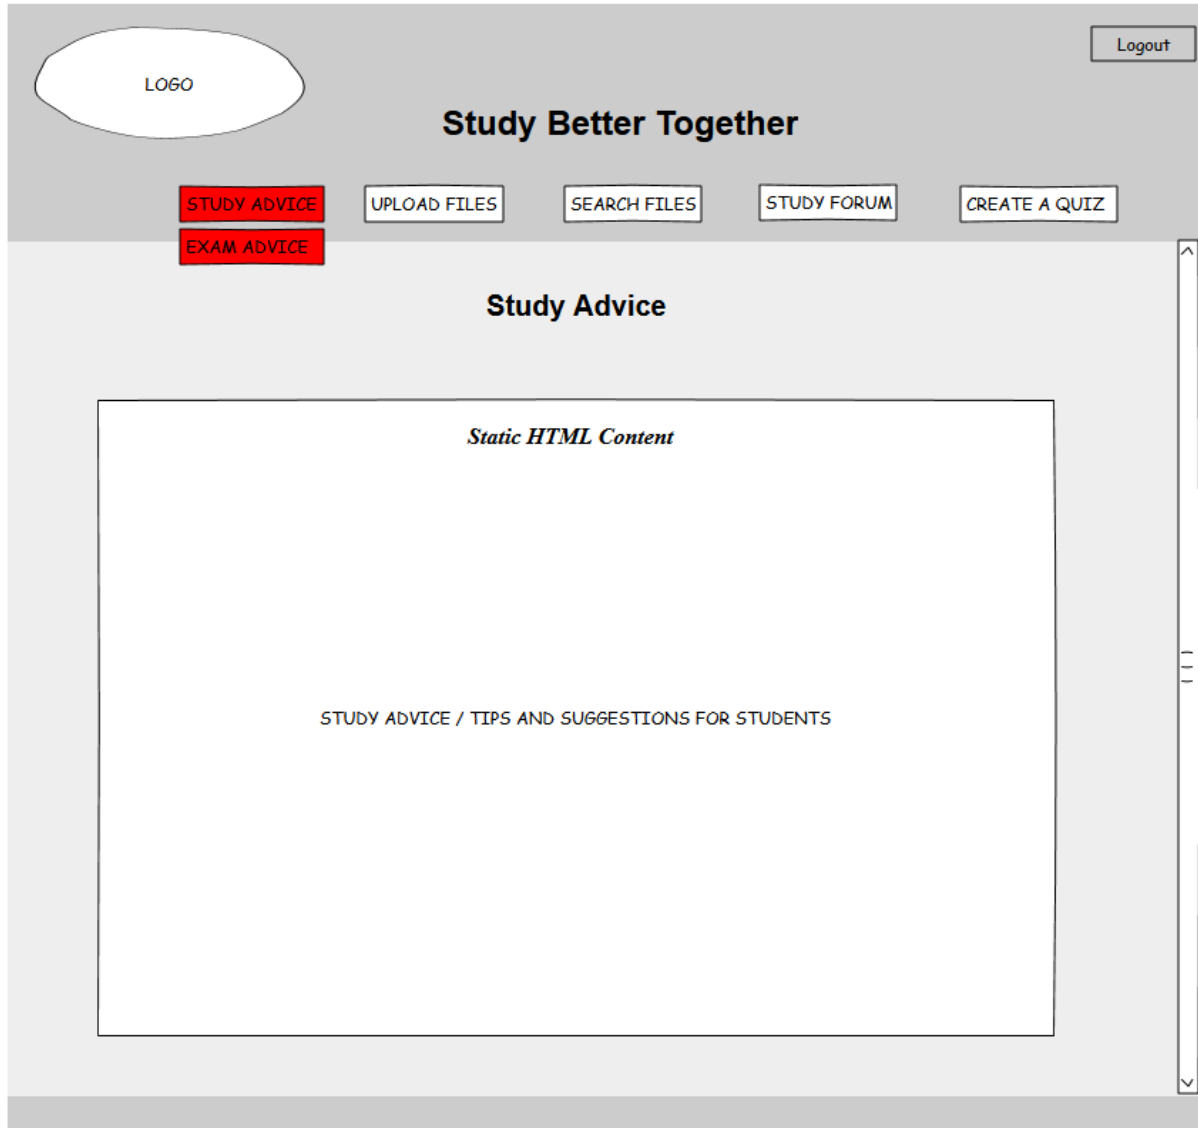 Logout
LOGO
Study Better Together
STUDY ADVICE UPLOAD FILES SEARCH FILES STUDY FORUM CREATE A QUIZ
EXAM ADVICE
Study Advice
Static HTML Content
STUDY ADVICE / TIPS AND SUGGESTIONS FOR STUDENTS